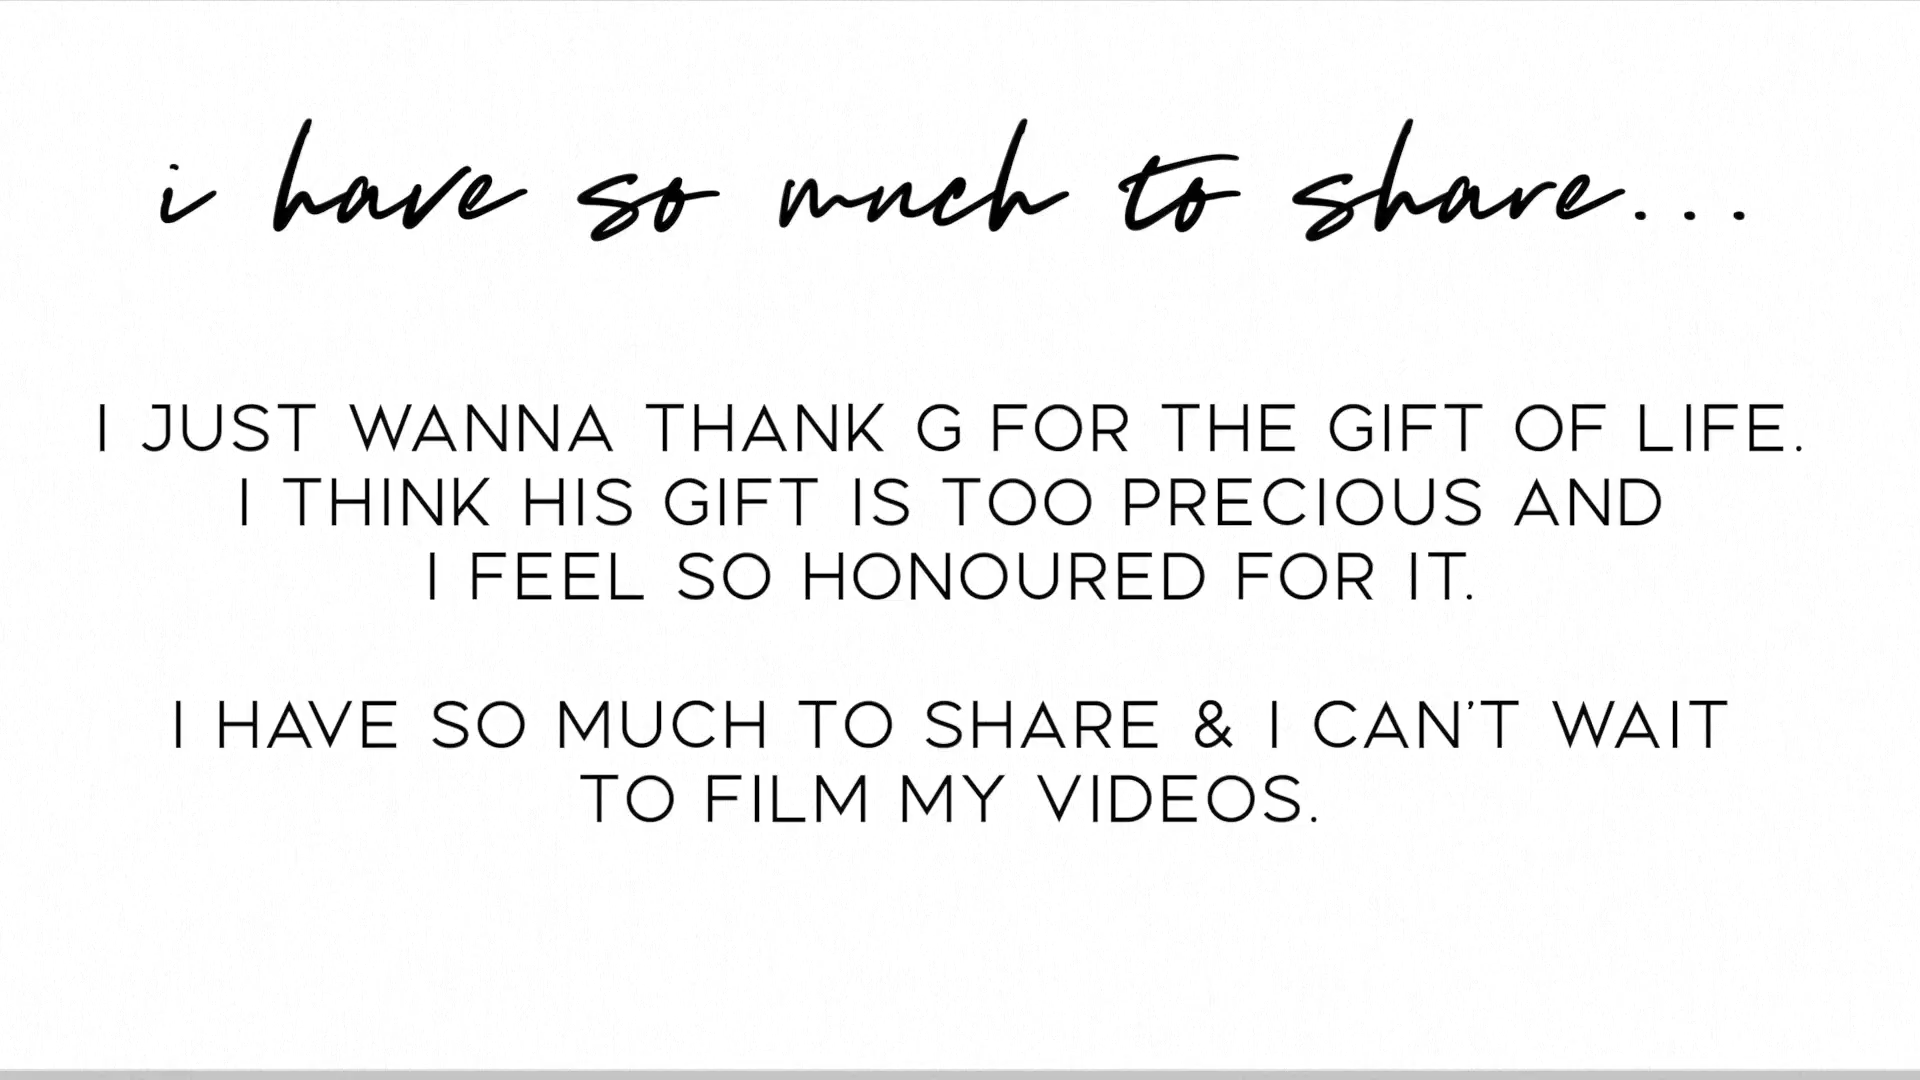 i have so much to share...
I JUST WANNA THANK G FOR THE GIFT OF LIFE.
I THINK HIS GIFT IS TOO PRECIOUS AND
I FEEL SO HONOURED FOR IT.
I HAVE SO MUCH TO SHARE & I CAN'T WAIT
TO FILM MY VIDEOS.